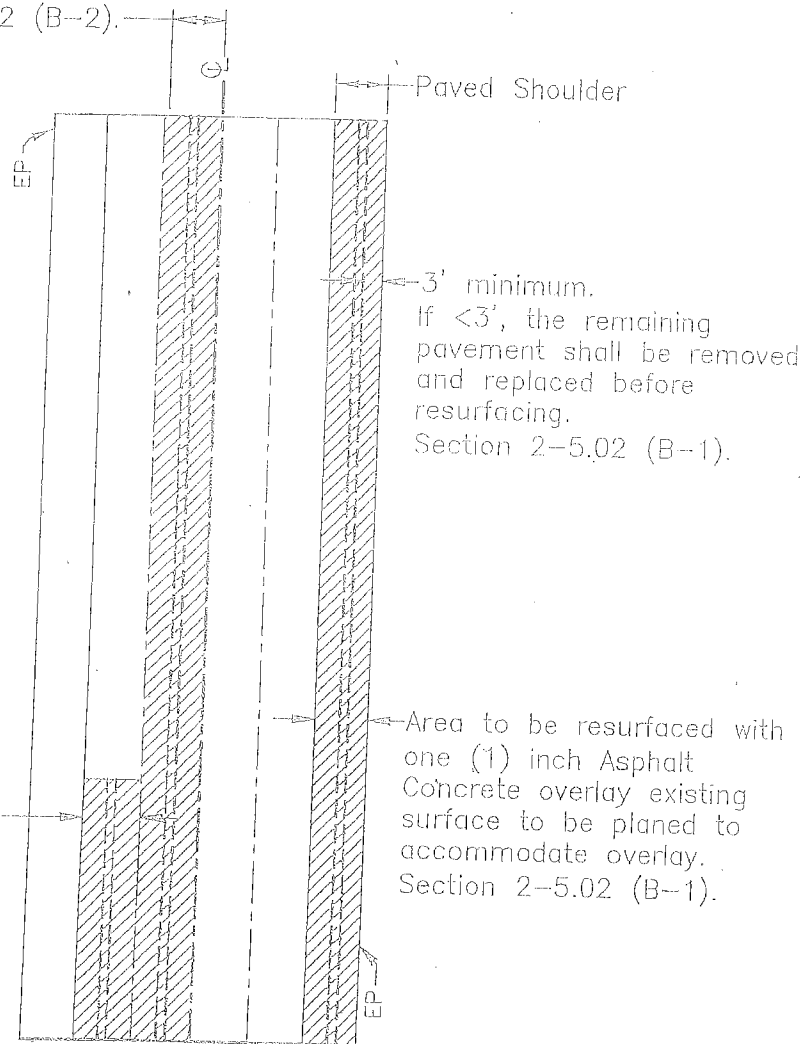 2 (B-2).
℄
Paved Shoulder
EP
3' minimum.
If <3', the remaining
pavement shall be removed
and replaced before
resurfacing.
Section 2-5.02 (B-1).
Area to be resurfaced with
one (1) inch Asphalt
Concrete overlay existing
surface to be planed to
accommodate overlay.
Section 2-5.02 (B-1).
EP